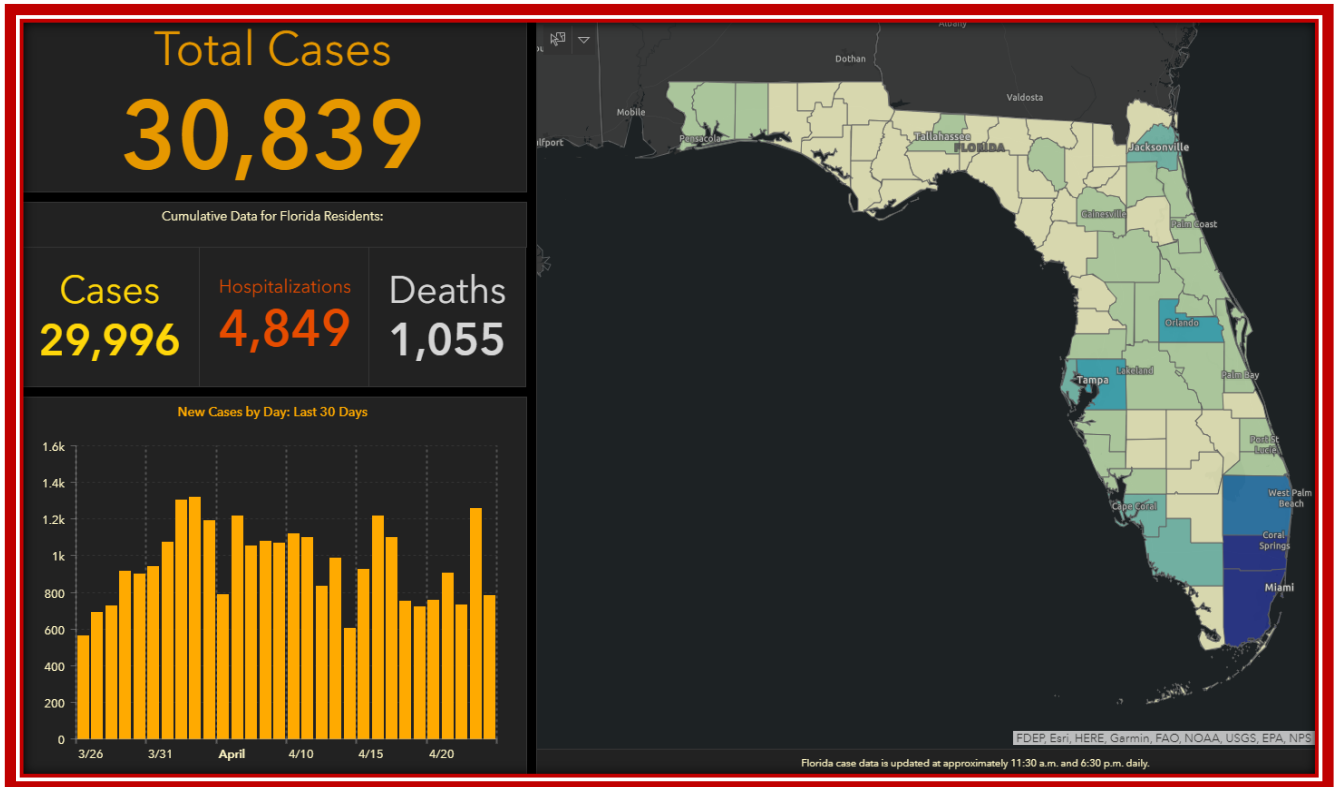 Total Cases
30,839
Cumulative Data for Florida Residents:
Cases
29,996
Hospitalizations
4,849
Deaths
1,055
New Cases by Day: Last 30 Days
1.6k
1.4k
1.2k
1k
800
600
400
200
0
3/26
3/31
April
4/10
4/15
4/20
Albany
Dothan
Valdosta
Mobile
lfport
Pensacola
Tallahassee
FLORIDA
Jacksonville
Gainesville
Palm Coast
Orlando
Tampa
Lakeland
Palm Bay
Port St
Lucie
Cape Coral
West Palm
Beach
Coral
Springs
Miami
FDEP, Esri, HERE, Garmin, FAO, NOAA, USGS, EPA, NPS
Florida case data is updated at approximately 11:30 a.m. and 6:30 p.m. daily.